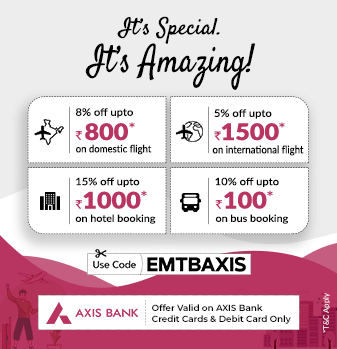 It's Special.
It's Amazing!
8% off upto
₹800*
on domestic flight
5% off upto
₹1500*
on international flight
15% off upto
₹1000*
on hotel booking
10% off upto
₹100*
on bus booking
Use Code
EMTBAXIS
AXIS BANK
Offer Valid on AXIS Bank
Credit Cards & Debit Card Only
*T&C Apply